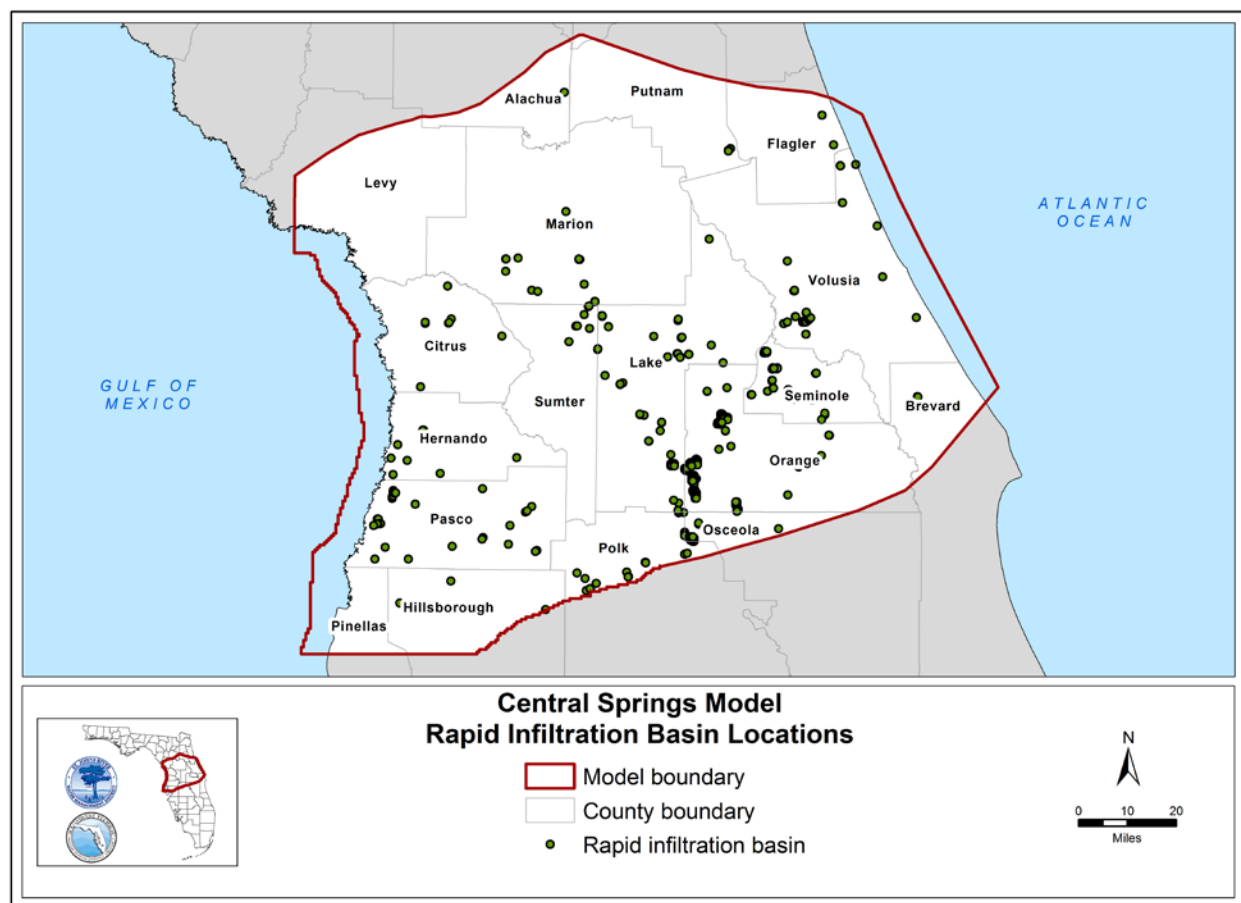 Putnam
Alachua
Flagler
Levy
Marion
ATLANTIC
OCEAN
Volusia
Citrus
Lake
GULF OF
MEXICO
Sumter
Seminole
Brevard
Hernando
Orange
Pasco
Osceola
Polk
Hillsborough
Pinellas
Central Springs Model
Rapid Infiltration Basin Locations
Model boundary
County boundary
Rapid infiltration basin
N
0 10 20
Miles